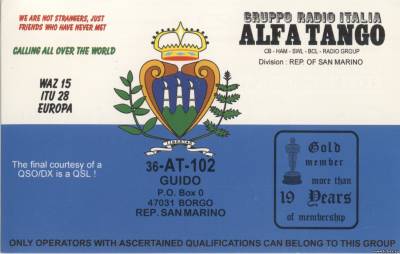 WE ARE NOT STRANGERS, JUST
FRIENDS WHO HAVE NEVER MET
CALLING ALL OVER THE WORLD
WAZ 15
ITU 28
EUROPA
GRUPPO RADIO ITALIA
ALFA TANGO
CB - HAM - SWL - BCL - RADIO GROUP
Division : REP. OF SAN MARINO
LIBERTAS
The final courtesy of a
QSO/DX is a QSL !
36-AT-102
GUIDO
P.O. Box 0
47031 BORGO
REP. SAN MARINO
Gold
member
more than
19 Years
of membership
ONLY OPERATORS WITH ASCERTAINED QUALIFICATIONS CAN BELONG TO THIS GROUP